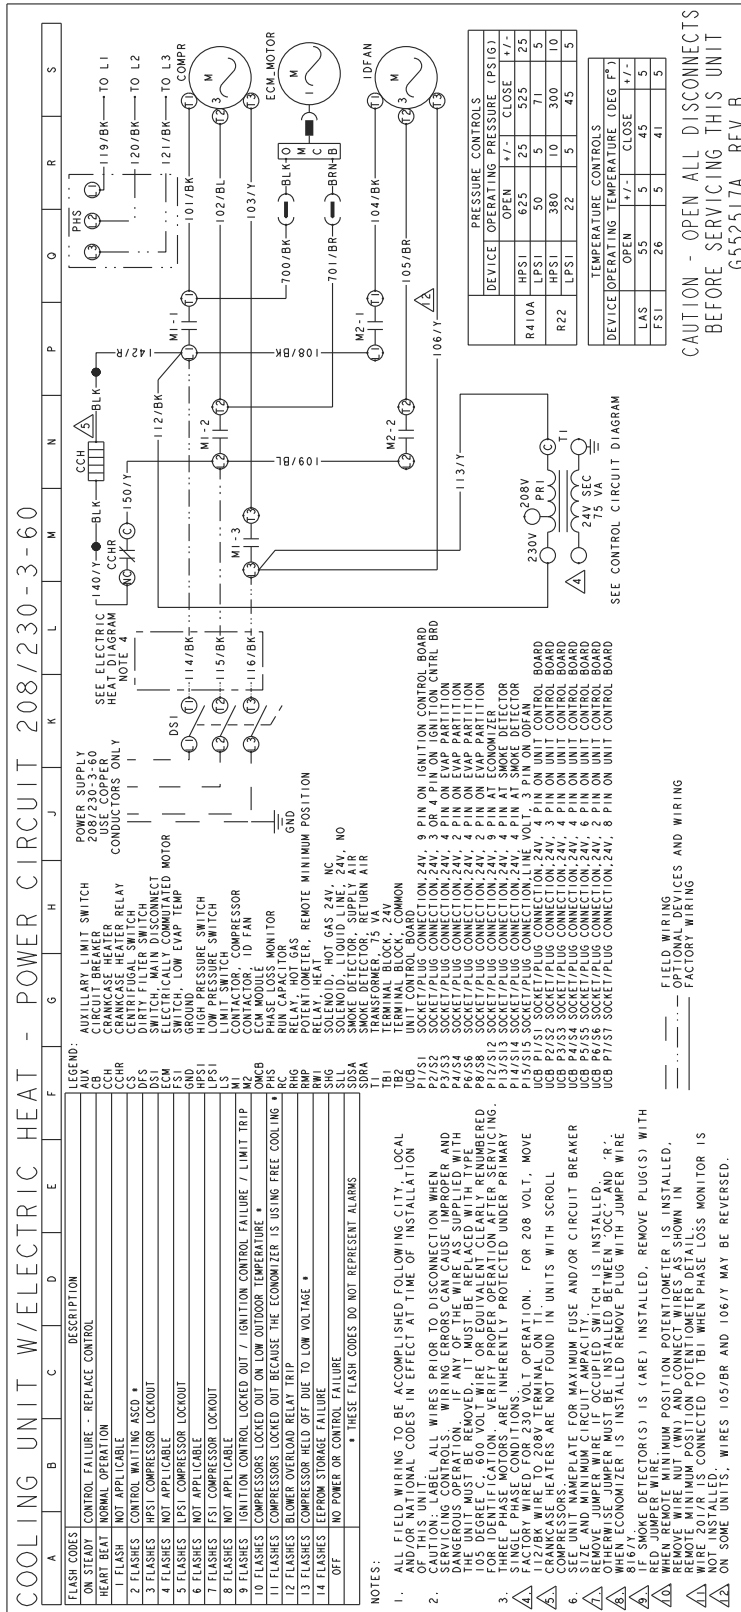 COOLING UNIT W/ELECTRIC HEAT - POWER CIRCUIT 208/230-3-60
A B C D E F G H J K L M N P Q R S
FLASH CODES DESCRIPTION
ON STEADY CONTROL FAILURE - REPLACE CONTROL
HEART BEAT NORMAL OPERATION
1 FLASH NOT APPLICABLE
2 FLASHES CONTROL WAITING ASCD *
3 FLASHES HPS1 COMPRESSOR LOCKOUT
4 FLASHES NOT APPLICABLE
5 FLASHES LPS1 COMPRESSOR LOCKOUT
6 FLASHES NOT APPLICABLE
7 FLASHES FS1 COMPRESSOR LOCKOUT
8 FLASHES NOT APPLICABLE
9 FLASHES IGNITION CONTROL LOCKED OUT / IGNITION CONTROL FAILURE / LIMIT TRIP
10 FLASHES COMPRESSORS LOCKED OUT ON LOW OUTDOOR TEMPERATURE *
11 FLASHES COMPRESSORS LOCKED OUT BECAUSE THE ECONOMIZER IS USING FREE COOLING *
12 FLASHES BLOWER OVERLOAD RELAY TRIP
13 FLASHES COMPRESSOR HELD OFF DUE TO LOW VOLTAGE *
14 FLASHES EEPROM STORAGE FAILURE
OFF NO POWER OR CONTROL FAILURE
* THESE FLASH CODES DO NOT REPRESENT ALARMS
NOTES:
1. ALL FIELD WIRING TO BE ACCOMPLISHED FOLLOWING CITY, LOCAL
AND/OR NATIONAL CODES IN EFFECT AT TIME OF INSTALLATION
OF THIS UNIT.
2. CAUTION: LABEL ALL WIRES PRIOR TO DISCONNECTION WHEN
SERVICING CONTROLS. WIRING ERRORS CAN CAUSE IMPROPER AND
DANGEROUS OPERATION. IF ANY OF THE WIRE AS SUPPLIED WITH
THE UNIT MUST BE REMOVED, IT MUST BE REPLACED WITH TYPE
105 DEGREE C, 600 VOLT WIRE OR EQUIVALENT CLEARLY RENUMBERED
FOR IDENTIFICATION. VERIFY PROPER OPERATION AFTER SERVICING.
3. THREE PHASE MOTORS ARE INHERENTLY PROTECTED UNDER PRIMARY
SINGLE PHASE CONDITIONS.
4. FACTORY WIRED FOR 230 VOLT OPERATION. FOR 208 VOLT, MOVE
112/BK WIRE TO 208V TERMINAL ON T1.
5. CRANKCASE HEATERS ARE NOT FOUND IN UNITS WITH SCROLL
COMPRESSORS.
6. SEE UNIT NAMEPLATE FOR MAXIMUM FUSE AND/OR CIRCUIT BREAKER
SIZE AND MINIMUM CIRCUIT AMPACITY.
7. REMOVE JUMPER WIRE IF OCCUPIED SWITCH IS INSTALLED.
OTHERWISE JUMPER MUST BE INSTALLED BETWEEN 'OCC' AND 'R'.
8. WHEN ECONOMIZER IS INSTALLED REMOVE PLUG WITH JUMPER WIRE
816/Y.
9. IF SMOKE DETECTOR(S) IS (ARE) INSTALLED, REMOVE PLUG(S) WITH
RED JUMPER WIRE.
10. WHEN REMOTE MINIMUM POSITION POTENTIOMETER IS INSTALLED,
REMOVE WIRE NUT (WN) AND CONNECT WIRES AS SHOWN IN
REMOTE MINIMUM POSITION POTENTIOMETER DETAIL.
11. WIRE 201/R IS CONNECTED TO TB1 WHEN PHASE LOSS MONITOR IS
NOT INSTALLED.
12. ON SOME UNITS, WIRES 105/BR AND 106/Y MAY BE REVERSED.
LEGEND:
AUX AUXILLARY LIMIT SWITCH
CB CIRCUIT BREAKER
CCH CRANKCASE HEATER
CCHR CRANKCASE HEATER RELAY
CS CENTRIFUGAL SWITCH
DFS DIRTY FILTER SWITCH
DS1 SWITCH, MAIN DISCONNECT
ECM ELECTRICALLY COMMUTATED MOTOR
FS1 SWITCH, LOW EVAP TEMP
GND GROUND
HPS1 HIGH PRESSURE SWITCH
LPS1 LOW PRESSURE SWITCH
LS LIMIT SWITCH
M1 CONTACTOR, COMPRESSOR
M2 CONTACTOR, ID FAN
OMCB ECM MODULE
PHS PHASE LOSS MONITOR
RC RUN CAPACITOR
RHG RELAY, HOT GAS
RMP POTENTIOMETER, REMOTE MINIMUM POSITION
RW1 RELAY, HEAT
SHG SOLENOID, HOT GAS 24V, NC
SLL SOLENOID, LIQUID LINE, 24V, NO
SDSA SMOKE DETECTOR, SUPPLY AIR
SDRA SMOKE DETECTOR, RETURN AIR
T1 TRANSFORMER, 75 VA
TB1 TERMINAL BLOCK, 24V
TB2 TERMINAL BLOCK, COMMON
UCB UNIT CONTROL BOARD
P1/S1 SOCKET/PLUG CONNECTION,24V, 9 PIN ON IGNITION CONTROL BOARD
P2/S2 SOCKET/PLUG CONNECTION,24V, 3 OR 4 PIN ON IGNITION CNTRL BRD
P3/S3 SOCKET/PLUG CONNECTION,24V, 4 PIN ON EVAP PARTITION
P4/S4 SOCKET/PLUG CONNECTION,24V, 2 PIN ON EVAP PARTITION
P6/S6 SOCKET/PLUG CONNECTION,24V, 4 PIN ON EVAP PARTITION
P8/S8 SOCKET/PLUG CONNECTION,24V, 2 PIN ON EVAP PARTITION
P12/S12 SOCKET/PLUG CONNECTION,24V, 9 PIN AT ECONOMIZER
P13/S13 SOCKET/PLUG CONNECTION,24V, 4 PIN AT SMOKE DETECTOR
P14/S14 SOCKET/PLUG CONNECTION,24V, 4 PIN AT SMOKE DETECTOR
P15/S15 SOCKET/PLUG CONNECTION,LINE VOLT, 3 PIN ON ODFAN
UCB P1/S1 SOCKET/PLUG CONNECTION,24V, 4 PIN ON UNIT CONTROL BOARD
UCB P2/S2 SOCKET/PLUG CONNECTION,24V, 3 PIN ON UNIT CONTROL BOARD
UCB P3/S3 SOCKET/PLUG CONNECTION,24V, 4 PIN ON UNIT CONTROL BOARD
UCB P4/S4 SOCKET/PLUG CONNECTION,24V, 4 PIN ON UNIT CONTROL BOARD
UCB P5/S5 SOCKET/PLUG CONNECTION,24V, 6 PIN ON UNIT CONTROL BOARD
UCB P6/S6 SOCKET/PLUG CONNECTION,24V, 2 PIN ON UNIT CONTROL BOARD
UCB P7/S7 SOCKET/PLUG CONNECTION,24V, 8 PIN ON UNIT CONTROL BOARD
FIELD WIRING
OPTIONAL DEVICES AND WIRING
FACTORY WIRING
POWER SUPPLY
208/230-3-60
USE COPPER
CONDUCTORS ONLY
GND
DS1
L1 T1
L2 T2
L3 T3
SEE ELECTRIC
HEAT DIAGRAM
NOTE 4
114/BK
115/BK
116/BK
140/Y BLK CCH BLK 142/R
5
NC CCHR C 150/Y
112/BK
L1 M1-1 T1 101/BK T1
L2 M1-2 T2 102/BL T2
L3 M1-3 T3 103/Y T3
COMPR
M
3
PHS
L1 119/BK TO L1
L2 120/BK TO L2
L3 121/BK TO L3
700/BK BLK O
M
C
701/BR BRN B
ECM_MOTOR
M
1
108/BK
109/BL
L1 M2-1 T1 104/BK T1
L2 M2-2 T2 105/BR T2
106/Y T3
12
IDFAN
M
3
113/Y
230V 208V
PRI
C
T1
24V SEC
75 VA
4
SEE CONTROL CIRCUIT DIAGRAM
PRESSURE CONTROLS
DEVICE OPERATING PRESSURE (PSIG)
OPEN +/- CLOSE +/-
R410A HPS1 625 25 525 25
LPS1 50 5 71 5
R22 HPS1 380 10 300 10
LPS1 22 5 45 5
TEMPERATURE CONTROLS
DEVICE OPERATING TEMPERATURE (DEG F°)
OPEN +/- CLOSE +/-
LAS 55 5 45 5
FS1 26 5 41 5
CAUTION - OPEN ALL DISCONNECTS
BEFORE SERVICING THIS UNIT